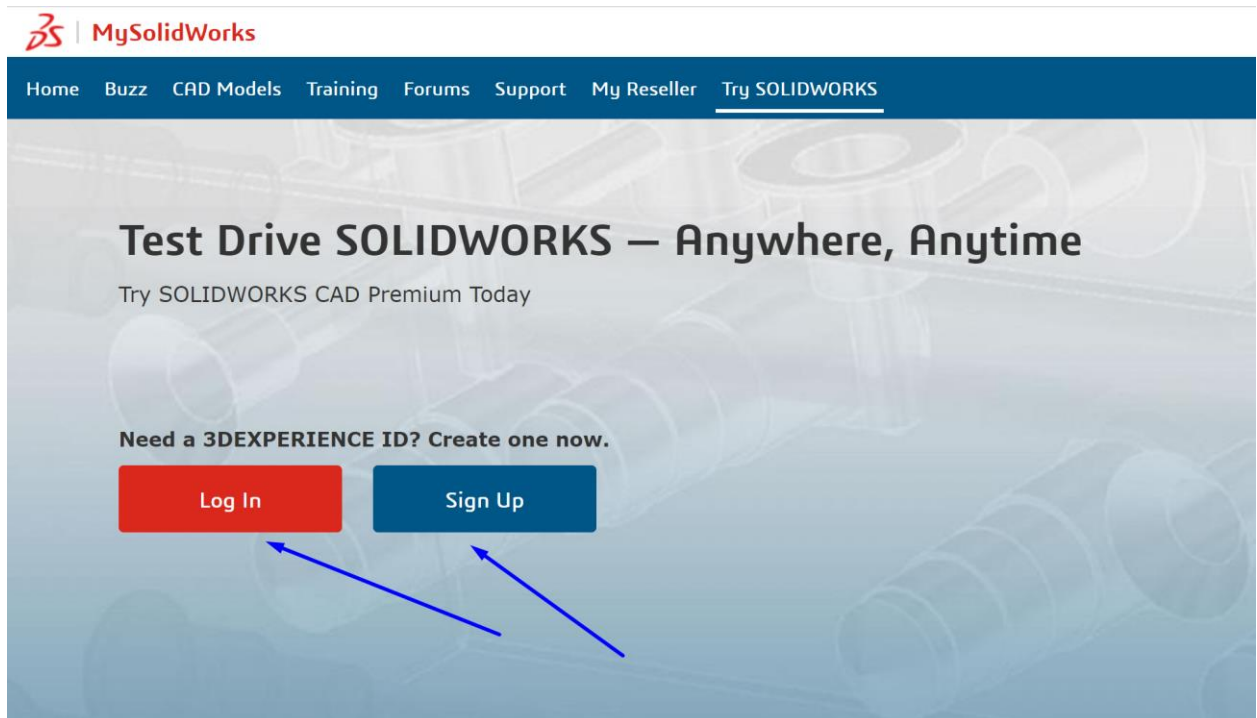 MySolidWorks
Home Buzz CAD Models Training Forums Support My Reseller Try SOLIDWORKS
Test Drive SOLIDWORKS — Anywhere, Anytime
Try SOLIDWORKS CAD Premium Today
Need a 3DEXPERIENCE ID? Create one now.
Log In Sign Up